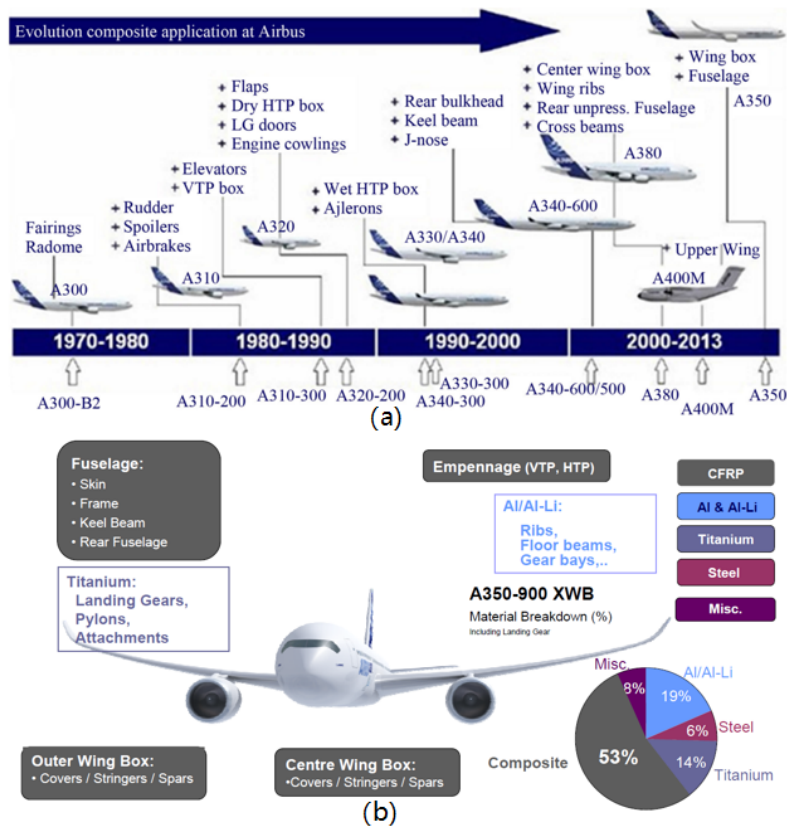 Evolution composite application at Airbus
+ Wing box
+ Fuselage
A350
+ Center wing box
+ Wing ribs
+ Rear unpress. Fuselage
+ Cross beams
A380
+ Flaps
+ Dry HTP box
+ LG doors
+ Engine cowlings
+ Rear bulkhead
+ Keel beam
+ J-nose
+ Elevators
+ VTP box
+ Wet HTP box
+ Ajlerons
A340-600
+ Rudder
+ Spoilers
+ Airbrakes
Fairings
Radome
A320
A330/A340
+ Upper Wing
A300
A310
A400M
1970-1980
1980-1990
1990-2000
2000-2013
A300-B2
A310-200
A310-300
A320-200
A330-300
A340-300
A340-600/500
A380
A400M
A350
(a)
Fuselage:
• Skin
• Frame
• Keel Beam
• Rear Fuselage
Empennage (VTP, HTP)
CFRP
Al & Al-Li
Titanium
Steel
Misc.
Al/Al-Li:
Ribs,
Floor beams,
Gear bays,..
Titanium:
Landing Gears,
Pylons,
Attachments
A350-900 XWB
Material Breakdown (%)
Including Landing Gear
Misc.
8%
Al/Al-Li
19%
Steel
6%
Composite
53%
14%
Titanium
Outer Wing Box:
• Covers / Stringers / Spars
Centre Wing Box:
•Covers / Stringers / Spars
(b)